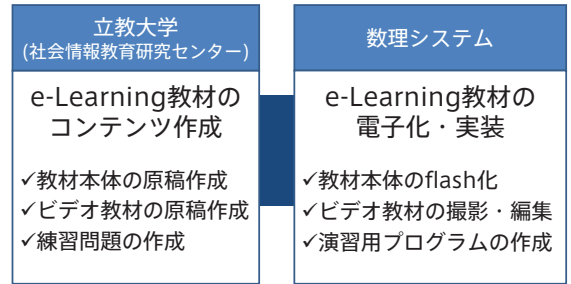 立教大学
(社会情報教育研究センター)
e-Learning教材の
コンテンツ作成
✓教材本体の原稿作成
✓ビデオ教材の原稿作成
✓練習問題の作成
数理システム
e-Learning教材の
電子化・実装
✓教材本体のflash化
✓ビデオ教材の撮影・編集
✓演習用プログラムの作成